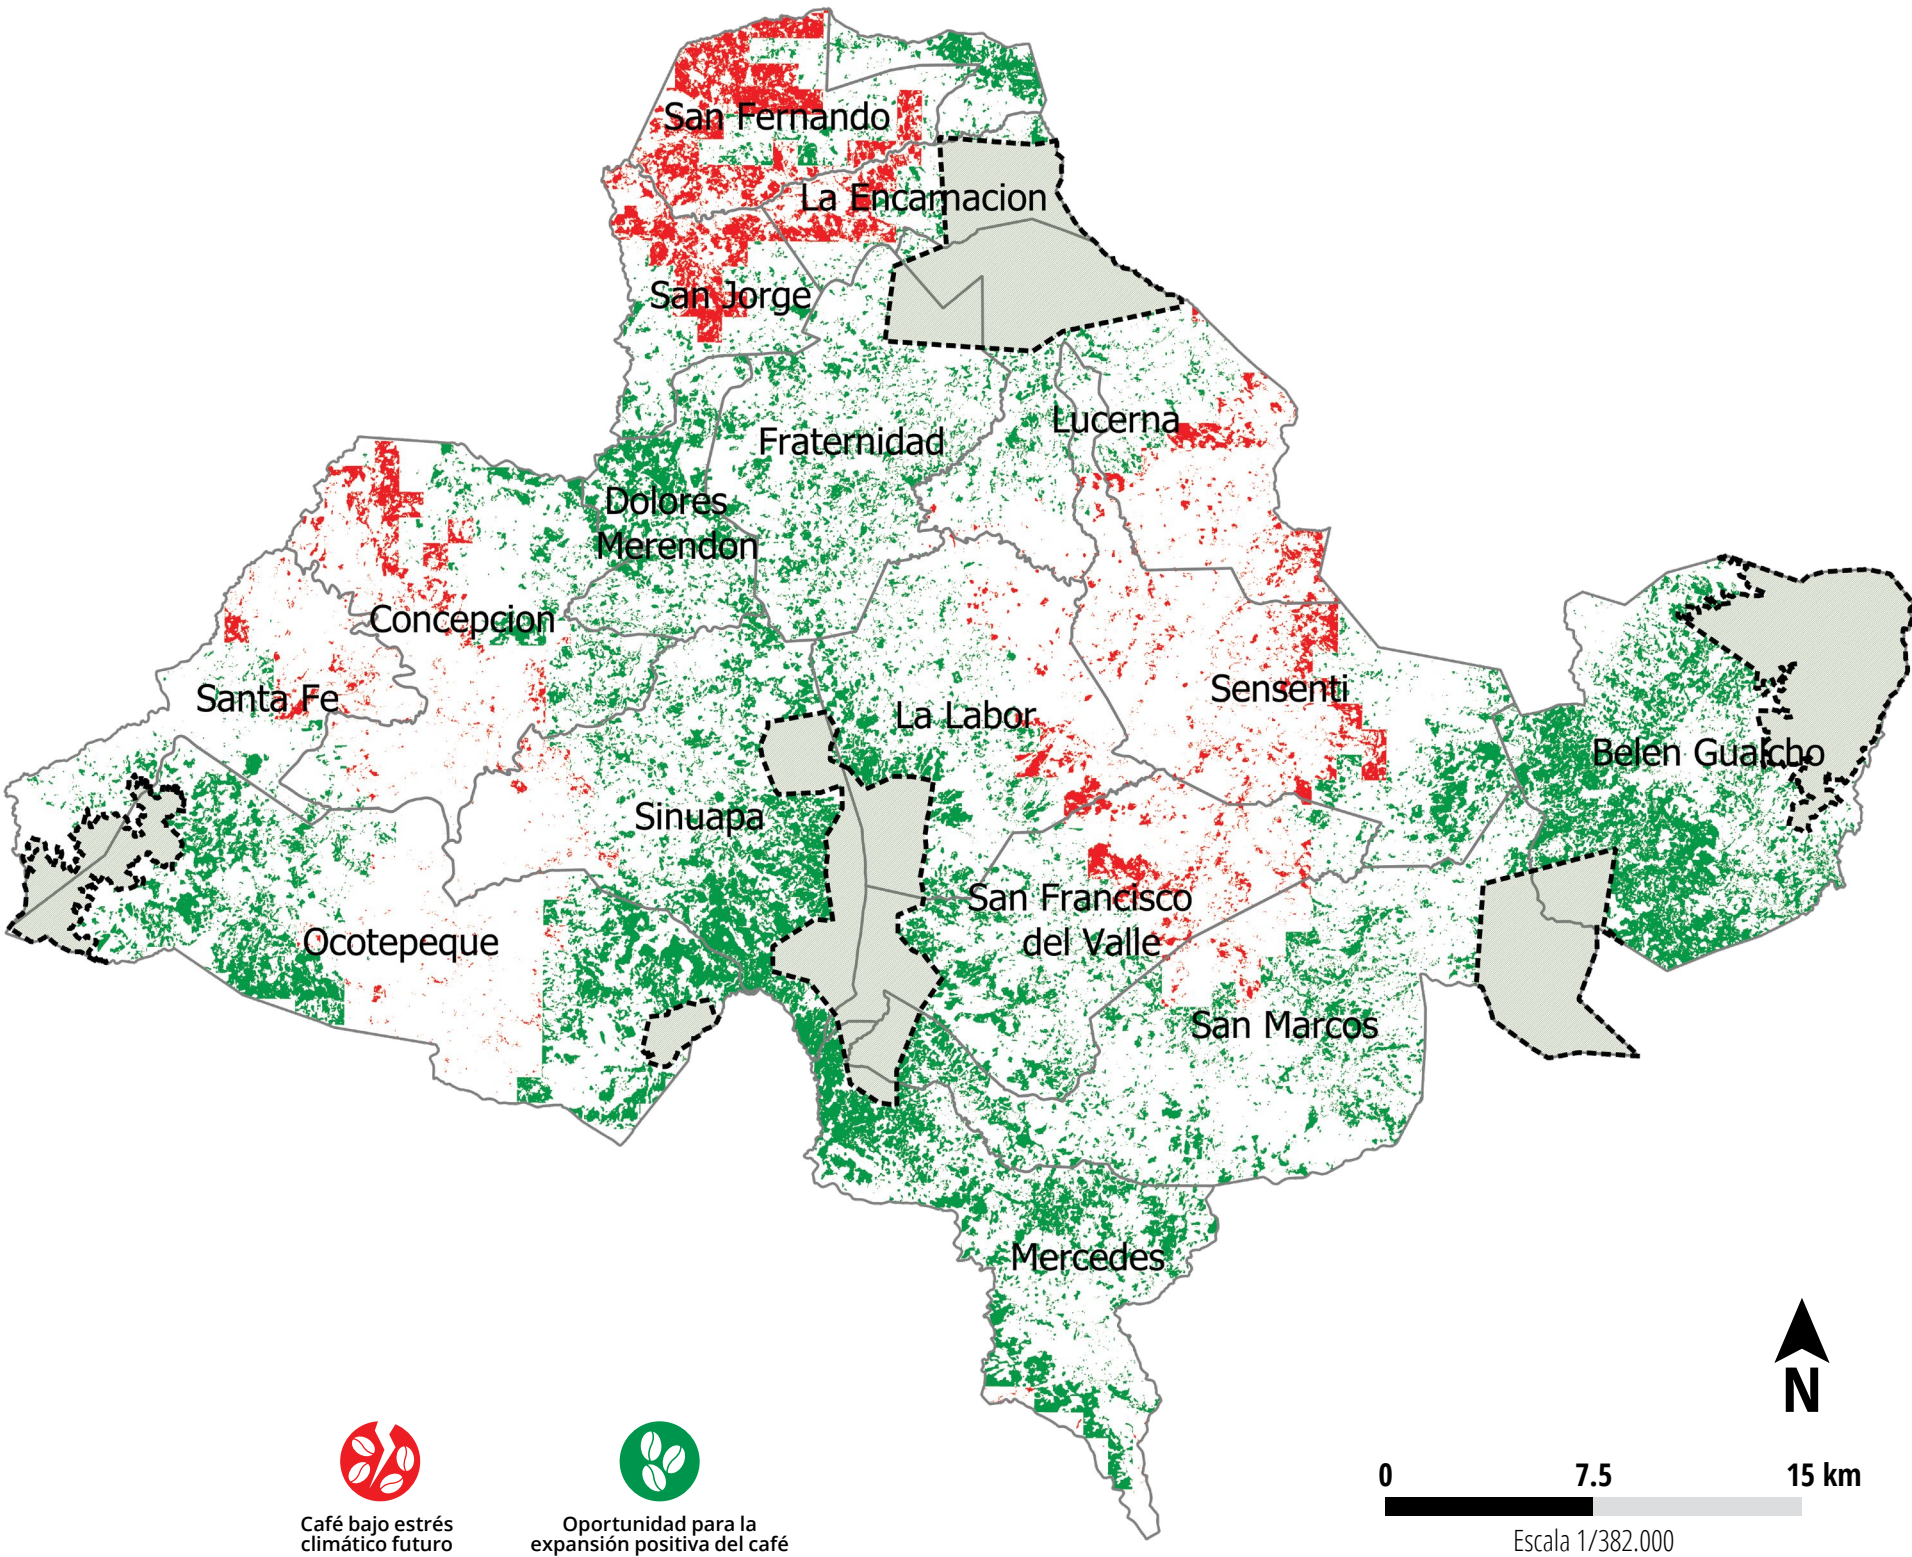 San Fernando
La Encarnacion
San Jorge
Lucerna
Fraternidad
Dolores
Merendon
Concepcion
Santa Fe
Sensenti
La Labor
Belen Gualcho
Sinuapa
San Francisco
del Valle
Ocotepeque
San Marcos
Mercedes
N
0 7.5 15 km
Escala 1/382.000
Café bajo estrés
climático futuro
Oportunidad para la
expansión positiva del café